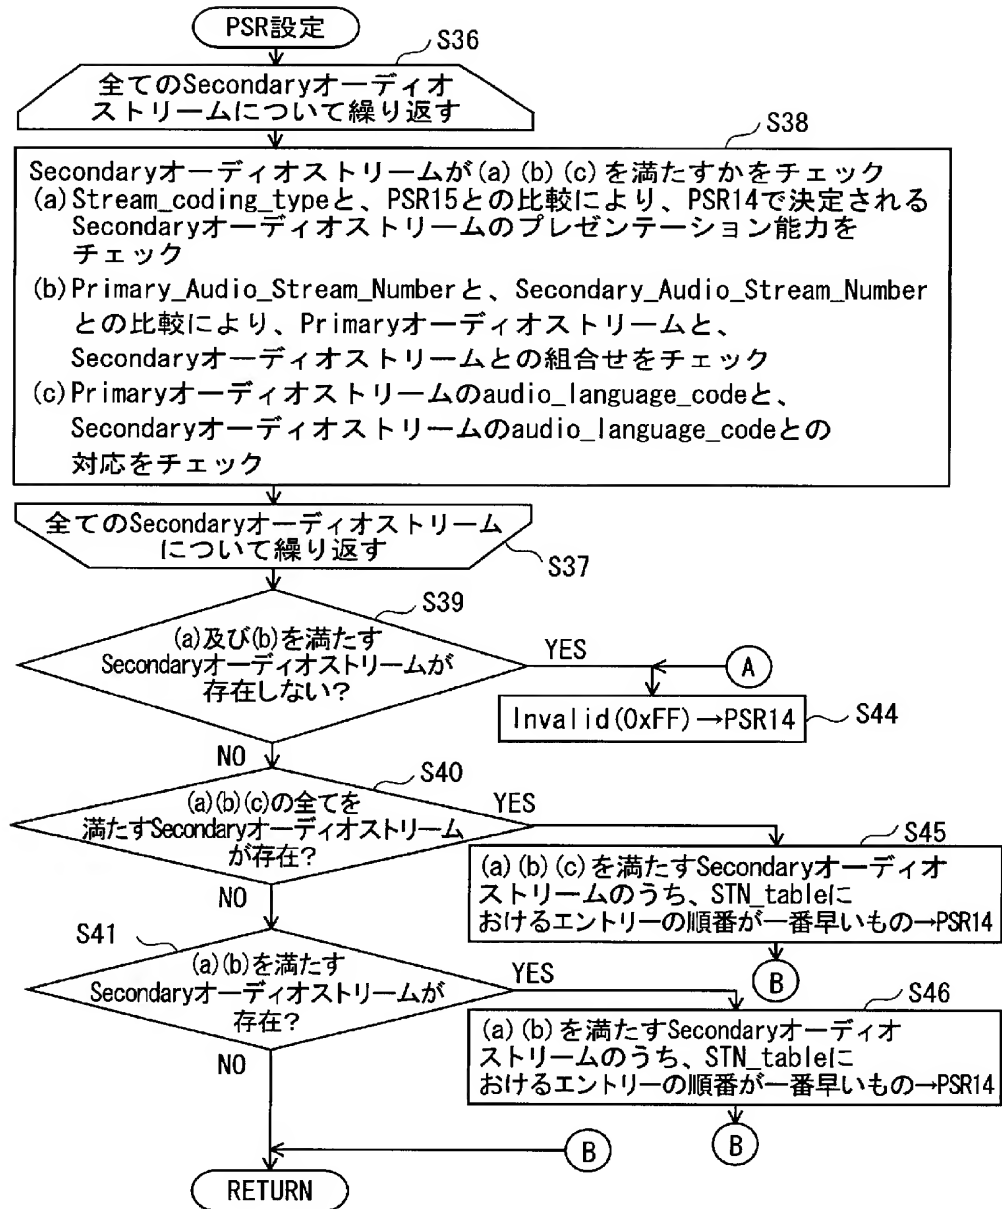 PSR設定
S36
全てのSecondaryオーディオ
ストリームについて繰り返す
S38
Secondaryオーディオストリームが(a)(b)(c)を満たすかをチェック
(a)Stream_coding_typeと、PSR15との比較により、PSR14で決定される
Secondaryオーディオストリームのプレゼンテーション能力を
チェック
(b)Primary_Audio_Stream_Numberと、Secondary_Audio_Stream_Number
との比較により、Primaryオーディオストリームと、
Secondaryオーディオストリームとの組合せをチェック
(c)Primaryオーディオストリームのaudio_language_codeと、
Secondaryオーディオストリームのaudio_language_codeとの
対応をチェック
全てのSecondaryオーディオストリーム
について繰り返す
S37
S39
(a)及び(b)を満たす
Secondaryオーディオストリームが
存在しない?
YES
A
Invalid(0xFF)→PSR14
S44
NO
S40
(a)(b)(c)の全てを
満たすSecondaryオーディオストリーム
が存在?
YES
S45
(a)(b)(c)を満たすSecondaryオーディオ
ストリームのうち、STN_tableに
おけるエントリーの順番が一番早いもの→PSR14
B
NO
S41
(a)(b)を満たす
Secondaryオーディオストリームが
存在?
YES
S46
(a)(b)を満たすSecondaryオーディオ
ストリームのうち、STN_tableに
おけるエントリーの順番が一番早いもの→PSR14
B
NO
B
RETURN